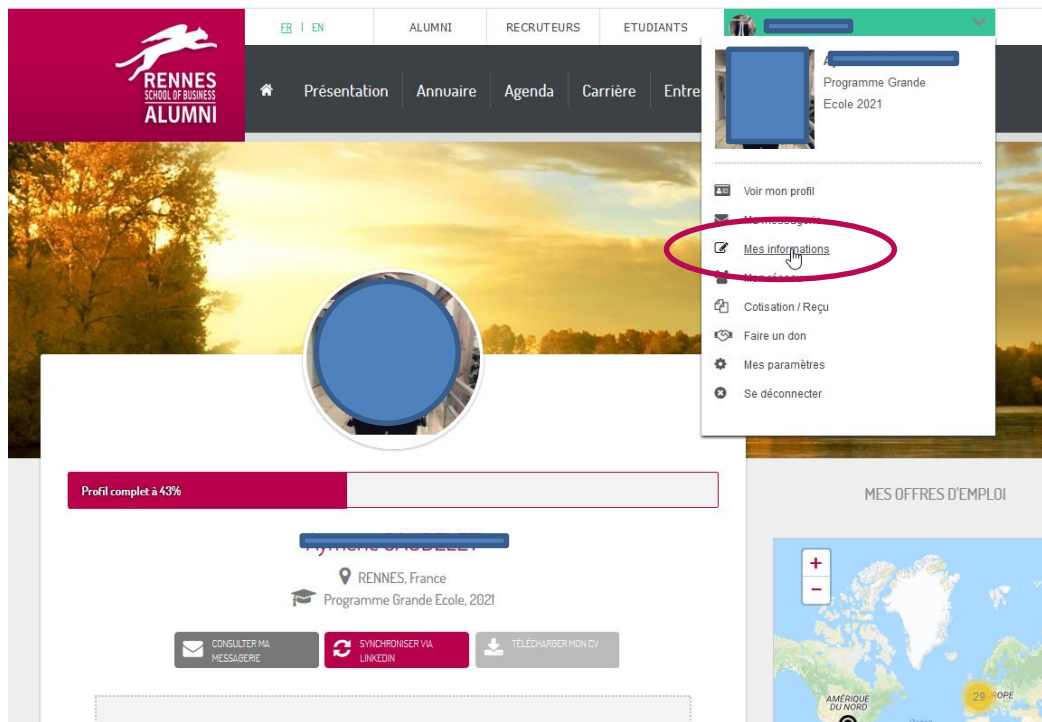 FR | EN
ALUMNI
RECRUTEURS
ETUDIANTS
RENNES
SCHOOL OF BUSINESS
ALUMNI
Présentation
Annuaire
Agenda
Carrière
Entre
Programme Grande
Ecole 2021
Voir mon profil
Ma messagerie
Mes informations
Cotisation / Reçu
Faire un don
Mes paramètres
Se déconnecter
Profil complet à 43%
MES OFFRES D'EMPLOI
RENNES, France
Programme Grande Ecole, 2021
CONSULTER MA
MESSAGERIE
SYNCHRONISER VIA
LINKEDIN
TÉLÉCHARGER MON CV
+
−
AMÉRIQUE
DU NORD
29